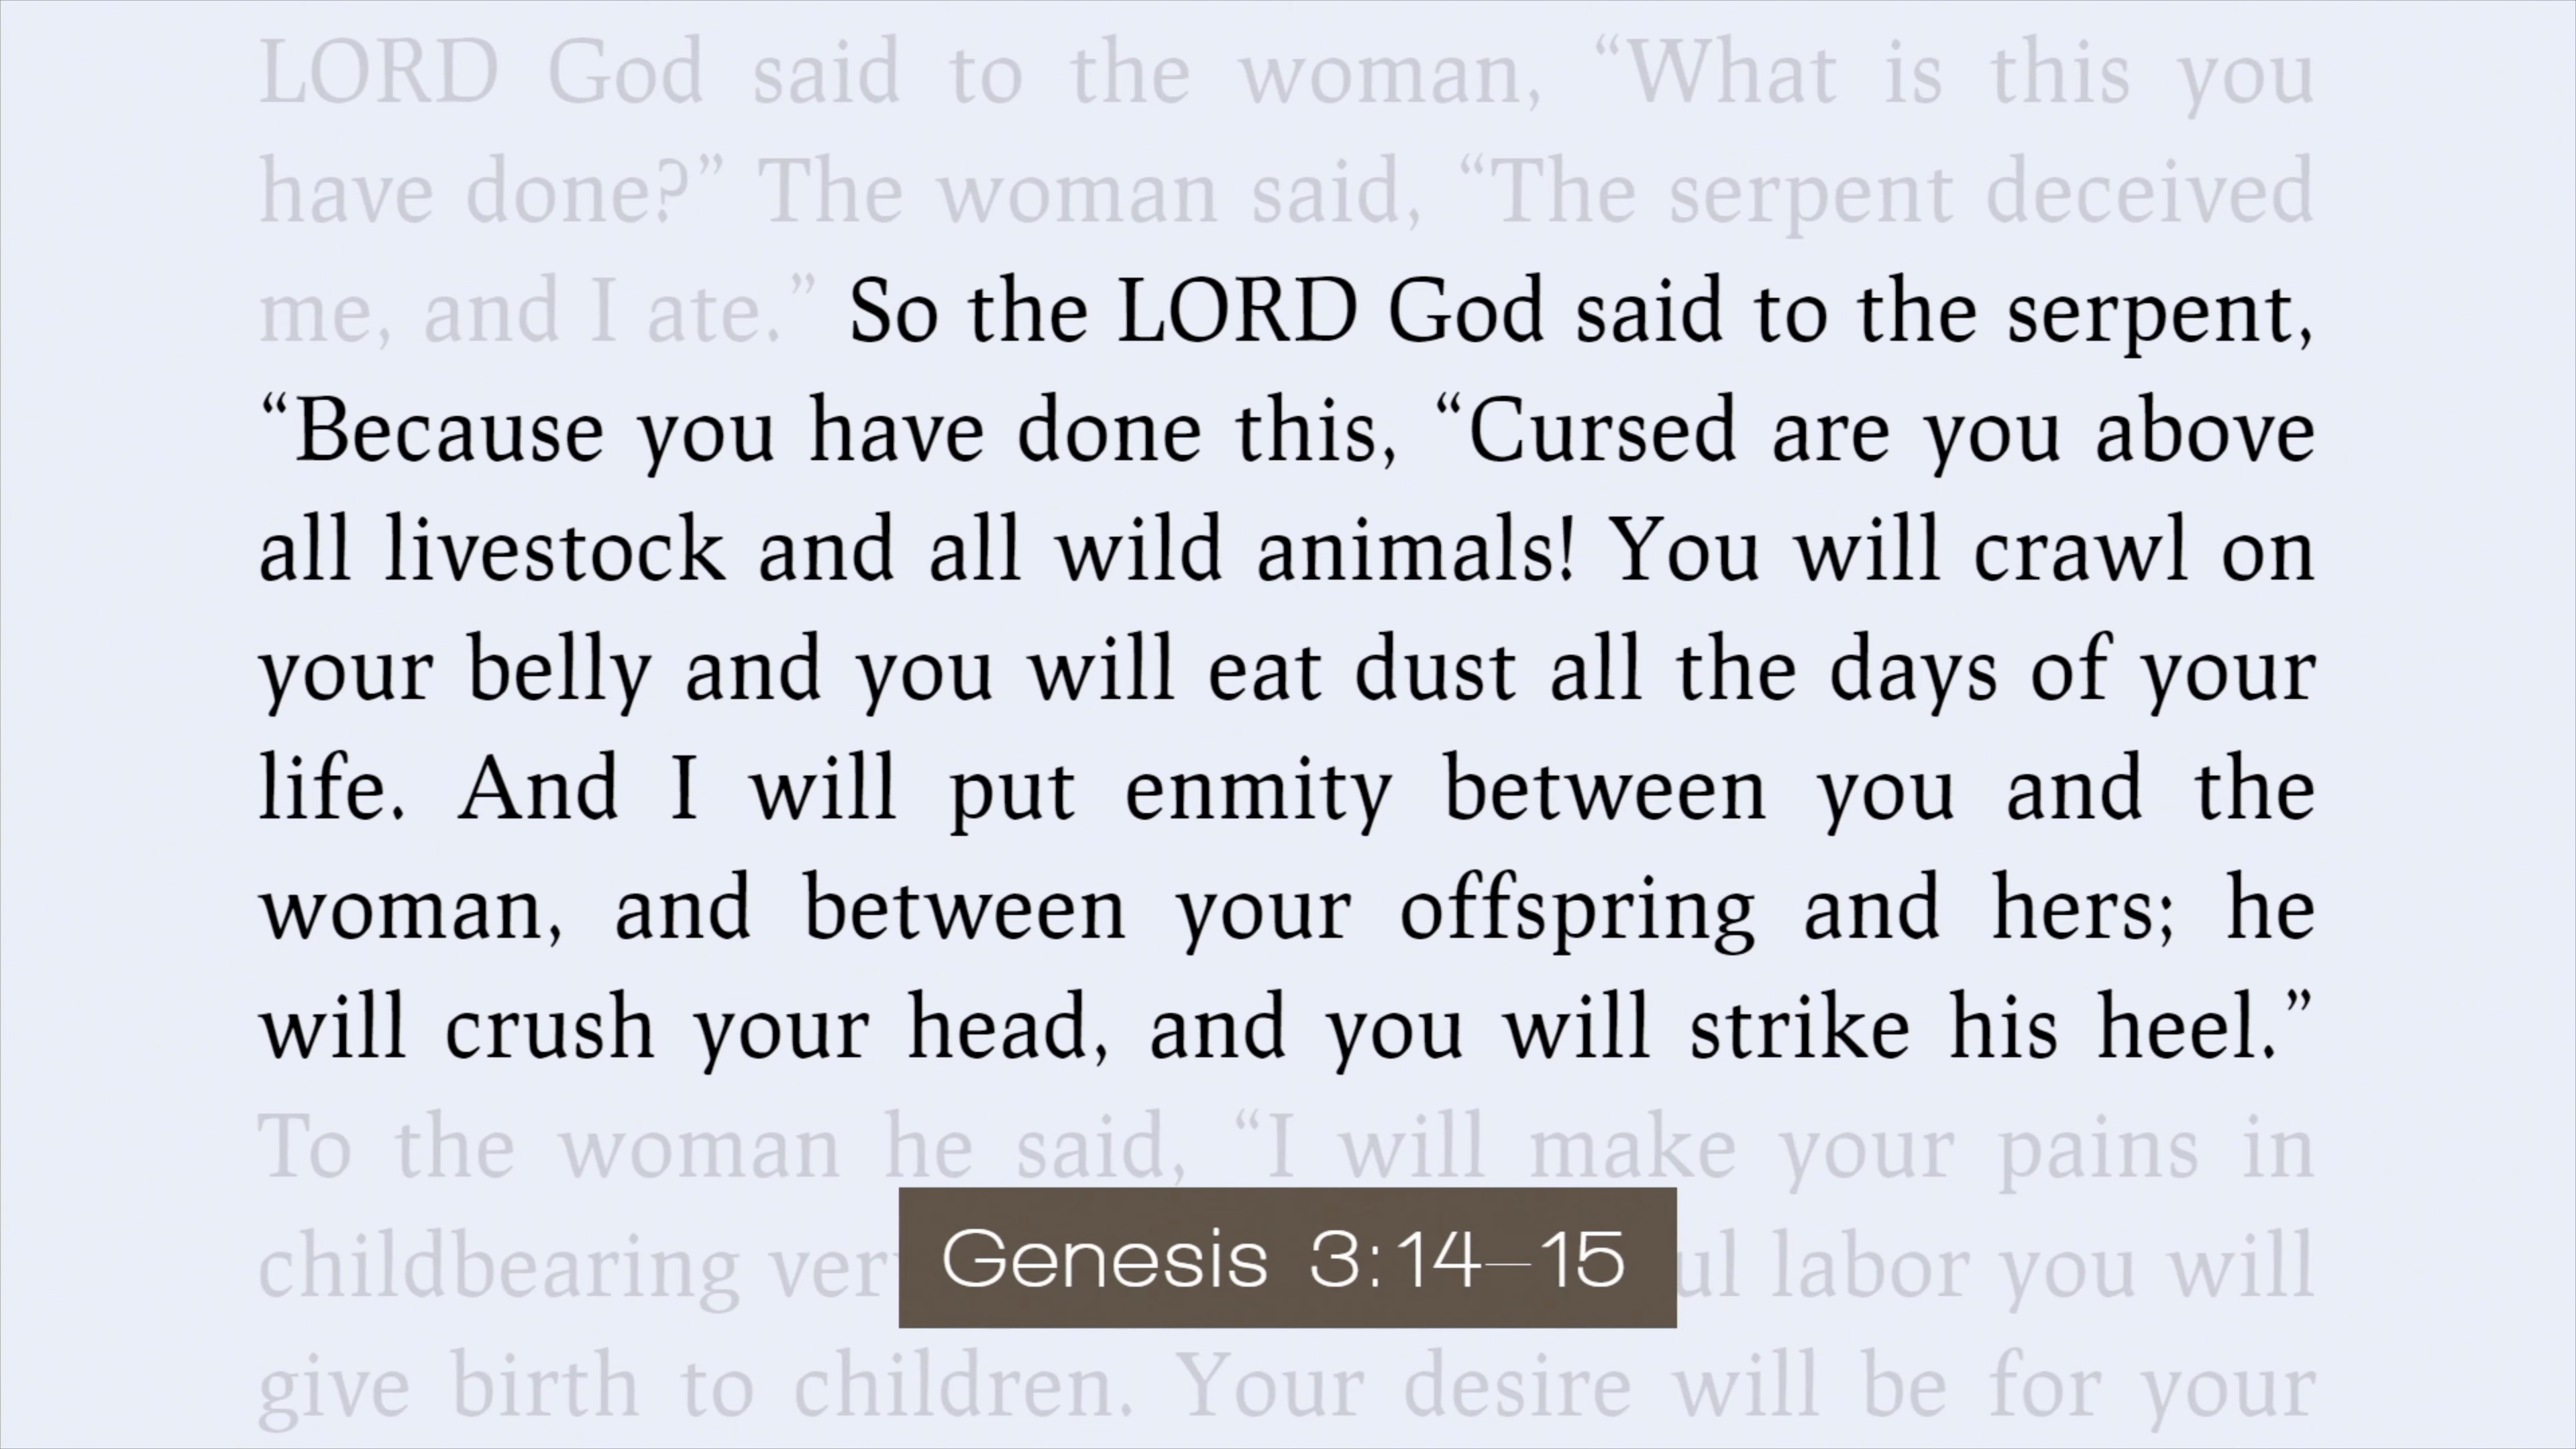 LORD God said to the woman, “What is this you
have done?” The woman said, “The serpent deceived
me, and I ate.” So the LORD God said to the serpent,
“Because you have done this, “Cursed are you above
all livestock and all wild animals! You will crawl on
your belly and you will eat dust all the days of your
life. And I will put enmity between you and the
woman, and between your offspring and hers; he
will crush your head, and you will strike his heel.”
To the woman he said, “I will make your pains in
childbearing labor you will
Genesis 3:14–15
give birth to children. Your desire will be for your